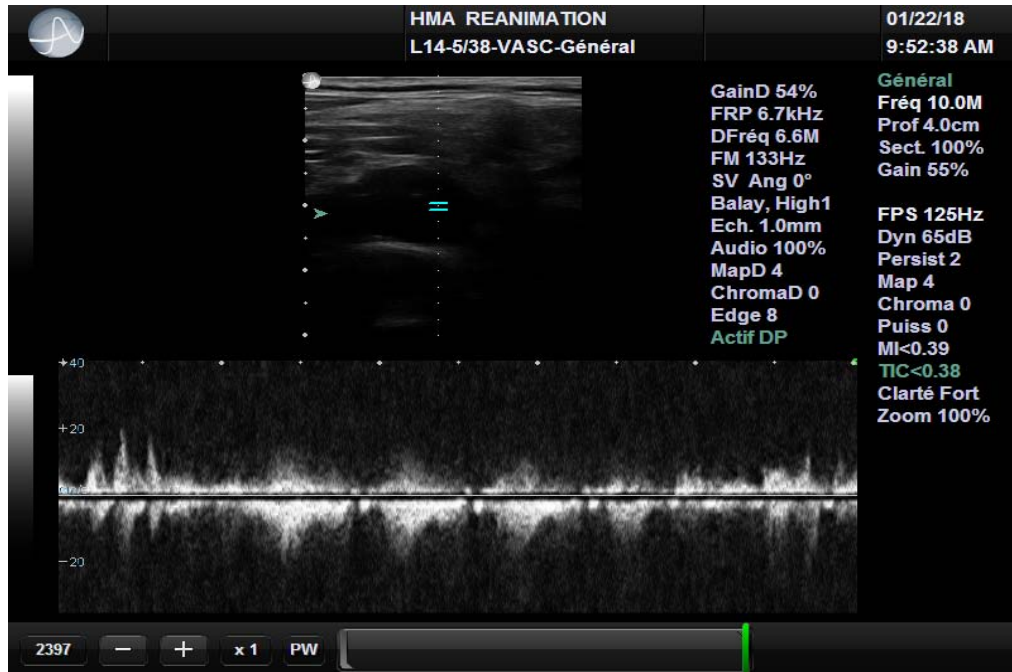 HMA REANIMATION
01/22/18
L14-5/38-VASC-Général
9:52:38 AM
GainD 54%
FRP 6.7kHz
DFréq 6.6M
FM 133Hz
SV Ang 0°
Balay, High1
Ech. 1.0mm
Audio 100%
MapD 4
ChromaD 0
Edge 8
Actif DP
Général
Fréq 10.0M
Prof 4.0cm
Sect. 100%
Gain 55%
FPS 125Hz
Dyn 65dB
Persist 2
Map 4
Chroma 0
Puiss 0
MI<0.39
TIC<0.38
Clarté Fort
Zoom 100%
+40
+20
-20
2397
-
+
x 1
PW